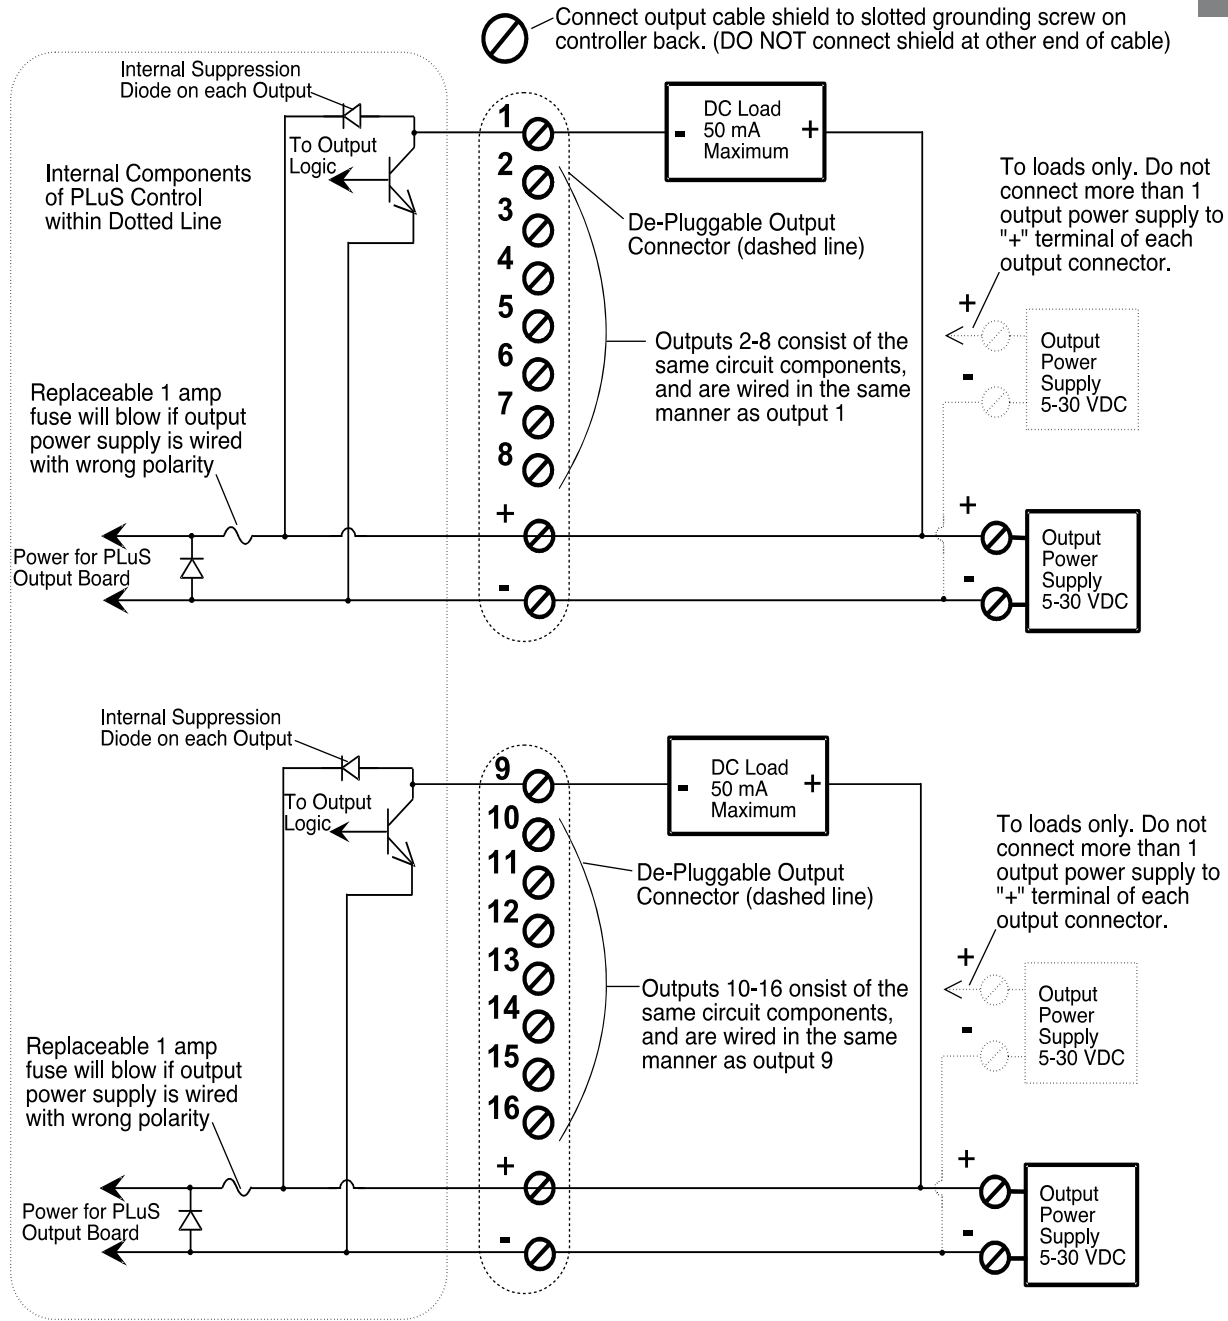 Connect output cable shield to slotted grounding screw on
controller back. (DO NOT connect shield at other end of cable)
Internal Suppression
Diode on each Output
To Output
Logic
Internal Components
of PLuS Control
within Dotted Line
1
2
3
4
5
6
7
8
+
-
-
DC Load
50 mA
Maximum
+
De-Pluggable Output
Connector (dashed line)
Outputs 2-8 consist of the
same circuit components,
and are wired in the same
manner as output 1
To loads only. Do not
connect more than 1
output power supply to
"+" terminal of each
output connector.
+
-
Output
Power
Supply
5-30 VDC
Replaceable 1 amp
fuse will blow if output
power supply is wired
with wrong polarity
Power for PLuS
Output Board
+
-
Output
Power
Supply
5-30 VDC
Internal Suppression
Diode on each Output
To Output
Logic
9
10
11
12
13
14
15
16
+
-
-
DC Load
50 mA
Maximum
+
De-Pluggable Output
Connector (dashed line)
Outputs 10-16 onsist of the
same circuit components,
and are wired in the same
manner as output 9
To loads only. Do not
connect more than 1
output power supply to
"+" terminal of each
output connector.
+
-
Output
Power
Supply
5-30 VDC
Replaceable 1 amp
fuse will blow if output
power supply is wired
with wrong polarity
Power for PLuS
Output Board
+
-
Output
Power
Supply
5-30 VDC